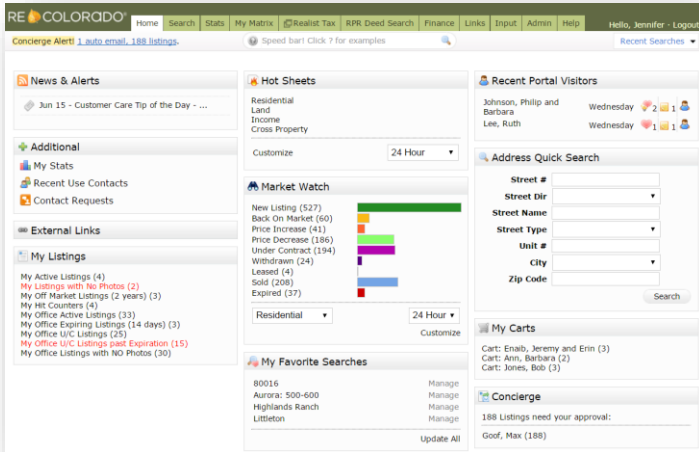 RE COLORADO®
Home Search Stats My Matrix Realist Tax RPR Deed Search Finance Links Input Admin Help
Hello, Jennifer · Logout
Concierge Alert! 1 auto email, 188 listings.
Speed bar! Click ? for examples
Recent Searches
News & Alerts
Jun 15 - Customer Care Tip of the Day - ...
Additional
My Stats
Recent Use Contacts
Contact Requests
External Links
My Listings
My Active Listings (4)
My Listings with No Photos (2)
My Off Market Listings (2 years) (3)
My Hit Counters (4)
My Office Active Listings (33)
My Office Expiring Listings (14 days) (3)
My Office U/C Listings (25)
My Office U/C Listings past Expiration (15)
My Office Listings with NO Photos (30)
Hot Sheets
Residential
Land
Income
Cross Property
Customize 24 Hour
Market Watch
New Listing (527)
Back On Market (60)
Price Increase (41)
Price Decrease (186)
Under Contract (194)
Withdrawn (24)
Leased (4)
Sold (208)
Expired (37)
Residential 24 Hour
Customize
My Favorite Searches
80016 Manage
Aurora: 500-600 Manage
Highlands Ranch Manage
Littleton Manage
Update All
Recent Portal Visitors
Johnson, Philip and Barbara Wednesday 2 1
Lee, Ruth Wednesday 1 1
Address Quick Search
Street #
Street Dir
Street Name
Street Type
Unit #
City
Zip Code
Search
My Carts
Cart: Enaib, Jeremy and Erin (3)
Cart: Ann, Barbara (2)
Cart: Jones, Bob (3)
Concierge
188 Listings need your approval:
Goof, Max (188)